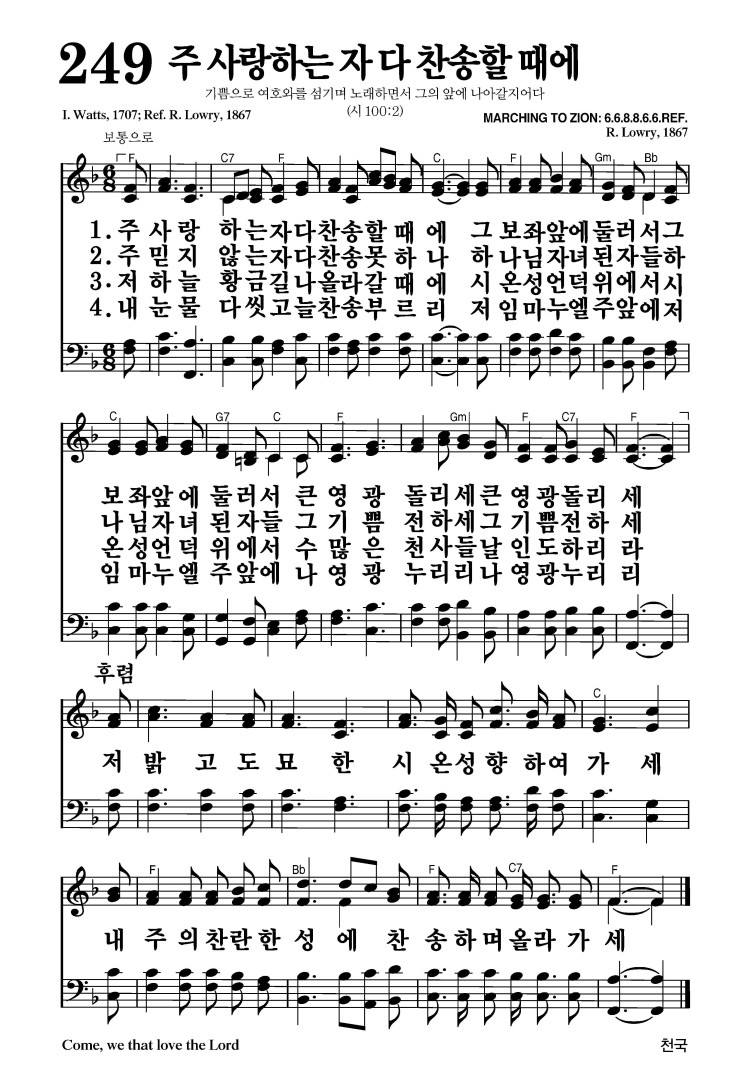 249 주 사랑하는 자 다 찬송할 때에
기쁨으로 여호와를 섬기며 노래하면서 그의 앞에 나아갈지어다
(시 100:2)
I. Watts, 1707; Ref. R. Lowry, 1867
MARCHING TO ZION: 6.6.8.8.6.6.REF.
R. Lowry, 1867
보통으로
F C7 F C F Gm Bb
6 8
1. 주 사 랑 하 는 자 다 찬 송 할 때 에 그 보 좌 앞 에 둘 러 서 그
2. 주 믿 지 않 는 자 다 찬 송 못 하 나 하 나 님 자 녀 된 자 들 하
3. 저 하 늘 황 금 길 나 올 라 갈 때 에 시 온 성 언 덕 위 에 서 시
4. 내 눈 물 다 씻 고 늘 찬 송 부 르 리 저 임 마 누 엘 주 앞 에 저
6 8
C G7 C F Gm F C7 F
보 좌 앞 에 둘 러 서 큰 영 광 돌 리 세 큰 영 광 돌 리 세
나 님 자 녀 된 자 들 그 기 쁨 전 하 세 그 기 쁨 전 하 세
온 성 언 덕 위 에 서 수 많 은 천 사 들 날 인 도 하 리 라
임 마 누 엘 주 앞 에 나 영 광 누 리 리 나 영 광 누 리 리
후렴
C
저 밝 고 도 묘 한 시 온 성 향 하 여 가 세
F Bb F C7 F
내 주 의 찬 란 한 성 에 찬 송 하 며 올 라 가 세
Come, we that love the Lord
천국